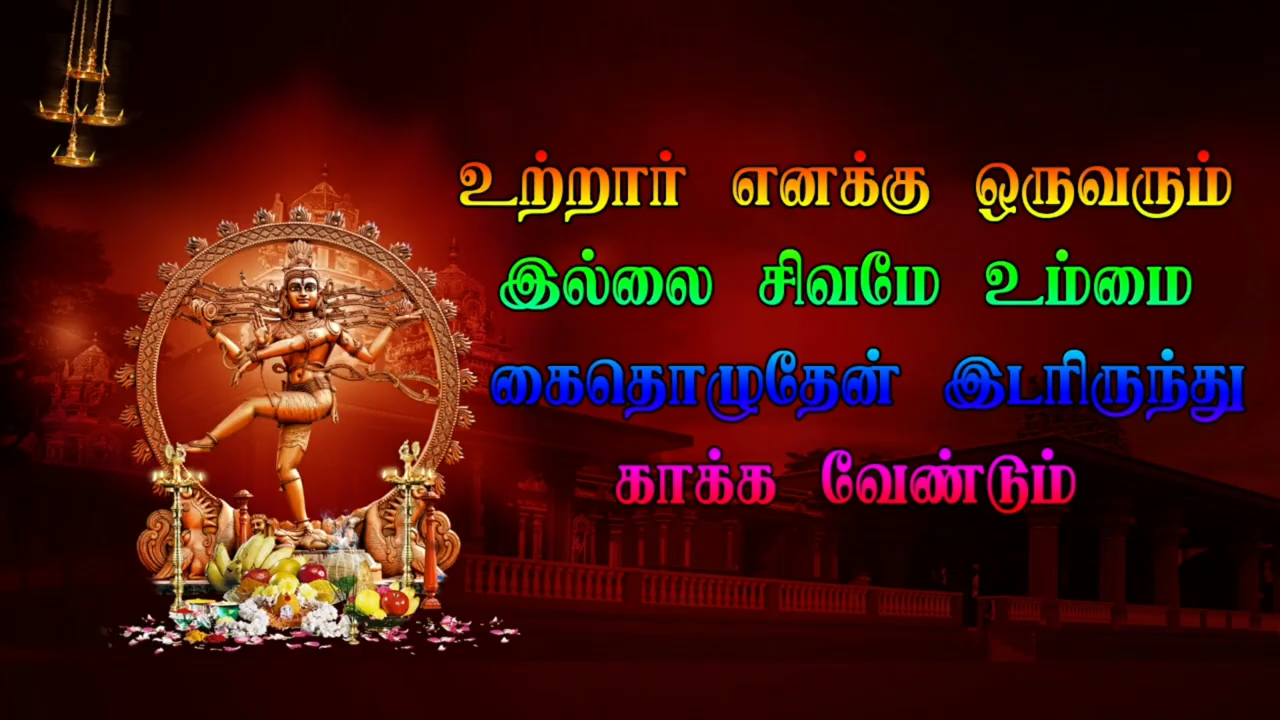 உற்றார் எனக்கு ஒருவரும்
இல்லை சிவமே உம்மை
கைதொழுதேன் இடரிருந்து
காக்க வேண்டும்